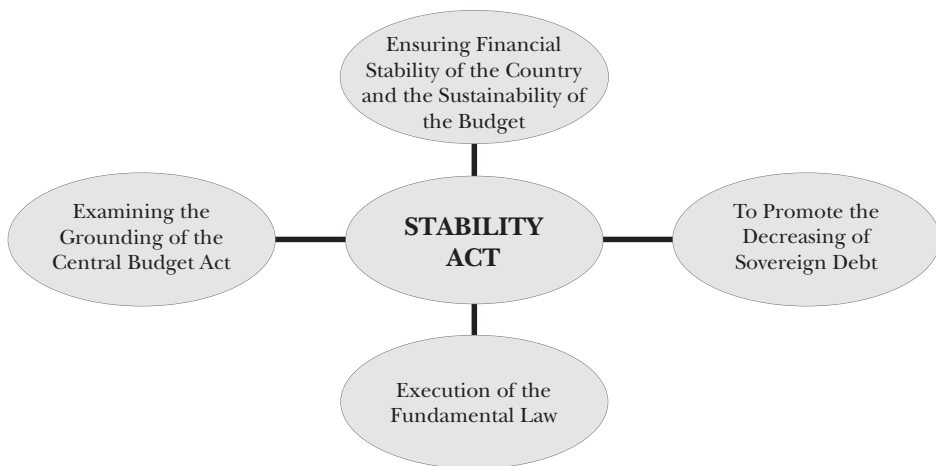 Ensuring Financial
Stability of the Country
and the Sustainability of
the Budget
Examining the
Grounding of the
Central Budget Act
STABILITY
ACT
To Promote the
Decreasing of
Sovereign Debt
Execution of the
Fundamental Law